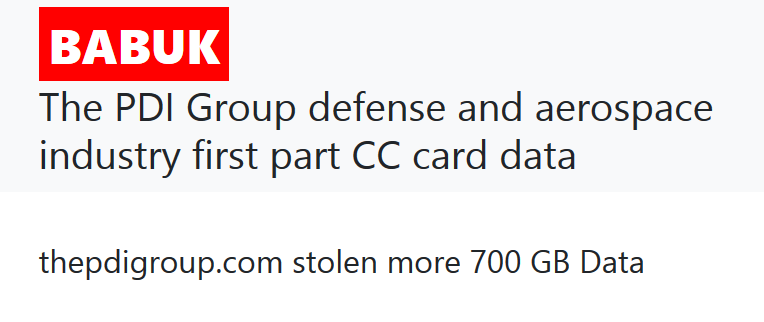 BABUK
The PDI Group defense and aerospace
industry first part CC card data
thepdigroup.com stolen more 700 GB Data